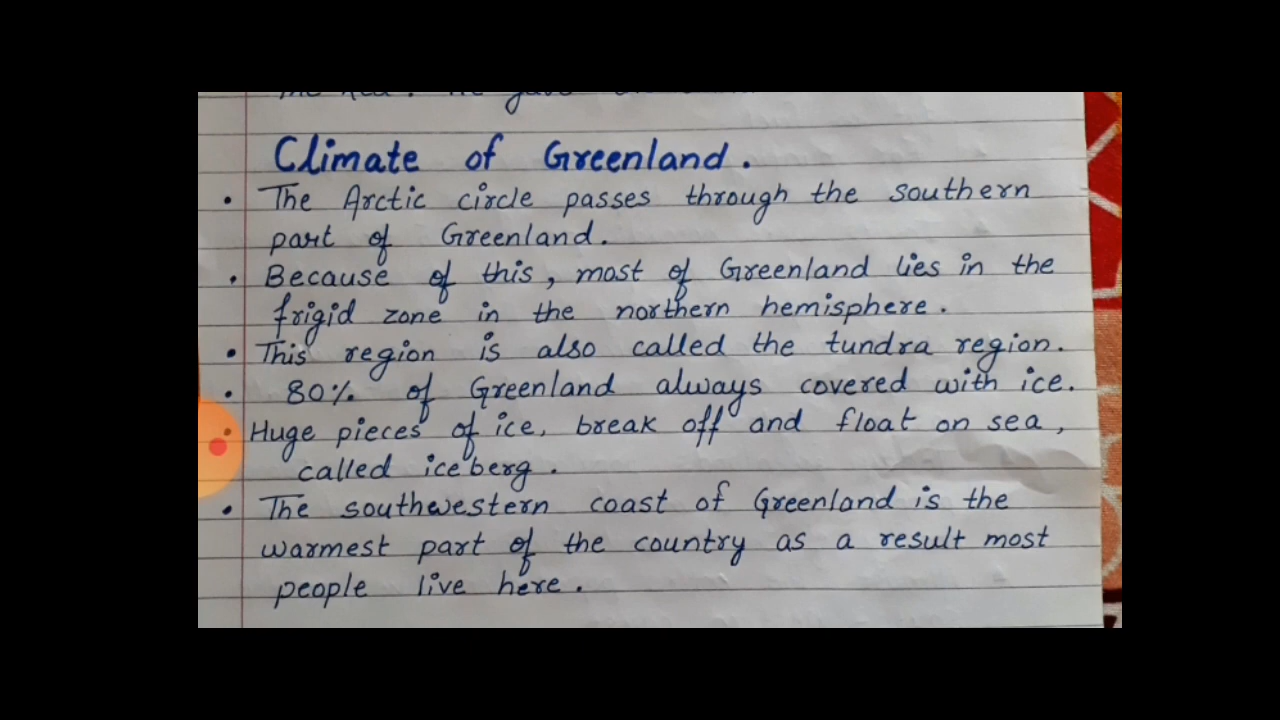 Climate of Greenland.
• The Arctic circle passes through the southern
part of Greenland.
• Because of this, most of Greenland lies in the
frigid zone in the northern hemisphere.
• This region is also called the tundra region.
• 80% of Greenland always covered with ice.
• Huge pieces of ice, break off and float on sea,
called iceberg.
• The southwestern coast of Greenland is the
warmest part of the country as a result most
people live here.